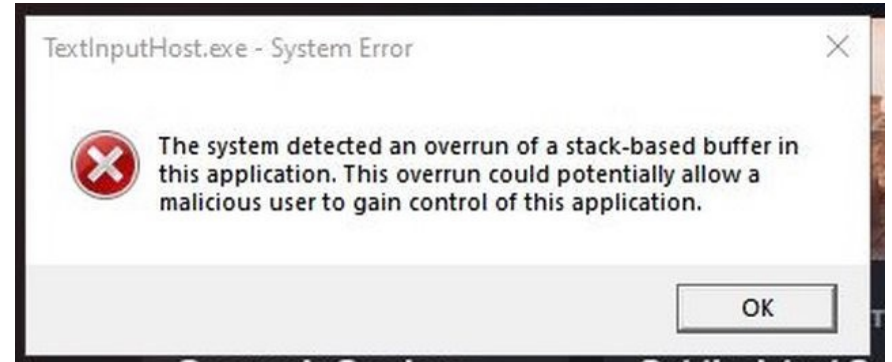 TextInputHost.exe - System Error
The system detected an overrun of a stack-based buffer in
this application. This overrun could potentially allow a
malicious user to gain control of this application.
OK